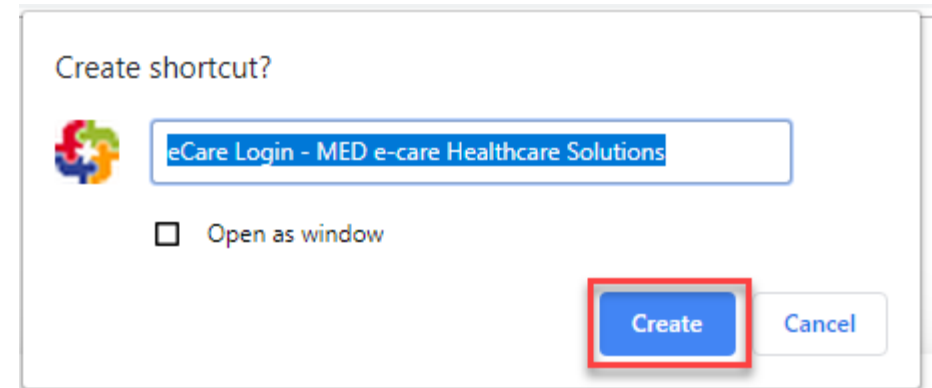 Create shortcut?
eCare Login - MED e-care Healthcare Solutions
Open as window
Create
Cancel